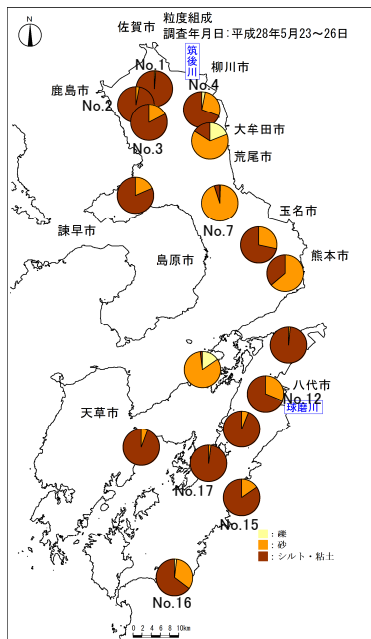 粒度組成
調査年月日:平成28年5月23～26日
N
佐賀市
筑後川
柳川市
No.1
No.4
鹿島市
No.2
No.3
大牟田市
荒尾市
No.7
玉名市
諫早市
島原市
熊本市
八代市
No.12
球磨川
天草市
No.17
No.15
:礫
:砂
:シルト・粘土
No.16
0 2 4 6 8 10km